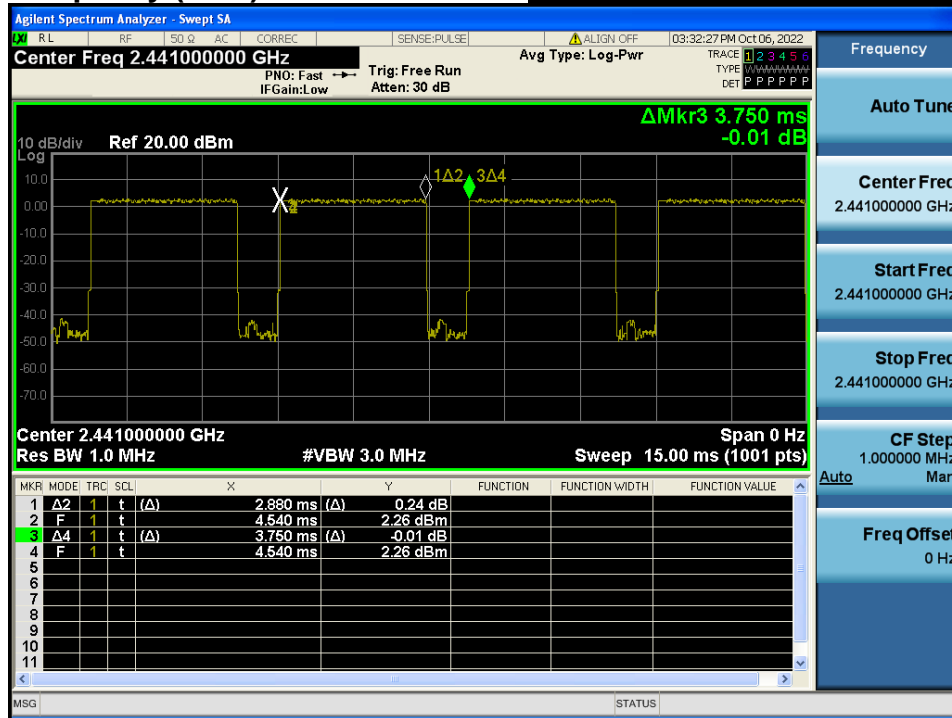 Agilent Spectrum Analyzer - Swept SA
LXI RL RF 50 Ω AC CORREC SENSE:PULSE ALIGN OFF 03:32:27 PM Oct 06, 2022
Center Freq 2.441000000 GHz
PNO: Fast
IFGain:Low
Trig: Free Run
Atten: 30 dB
Avg Type: Log-Pwr
TRACE 1 2 3 4 5 6
TYPE WWWWWW
DET P P P P P P
ΔMkr3 3.750 ms
-0.01 dB
10 dB/div Ref 20.00 dBm
Log
10.0
0.00
-10.0
-20.0
-30.0
-40.0
-50.0
-60.0
-70.0
1Δ2 3Δ4
Center 2.441000000 GHz Span 0 Hz
Res BW 1.0 MHz #VBW 3.0 MHz Sweep 15.00 ms (1001 pts)
MKR MODE TRC SCL X Y FUNCTION FUNCTION WIDTH FUNCTION VALUE
1 Δ2 1 t (Δ) 2.880 ms (Δ) 0.24 dB
2 F 1 t 4.540 ms 2.26 dBm
3 Δ4 1 t (Δ) 3.750 ms (Δ) -0.01 dB
4 F 1 t 4.540 ms 2.26 dBm
5
6
7
8
9
10
11
MSG STATUS
Frequency
Auto Tune
Center Freq
2.441000000 GHz
Start Freq
2.441000000 GHz
Stop Freq
2.441000000 GHz
CF Step
1.000000 MHz
Auto Man
Freq Offset
0 Hz